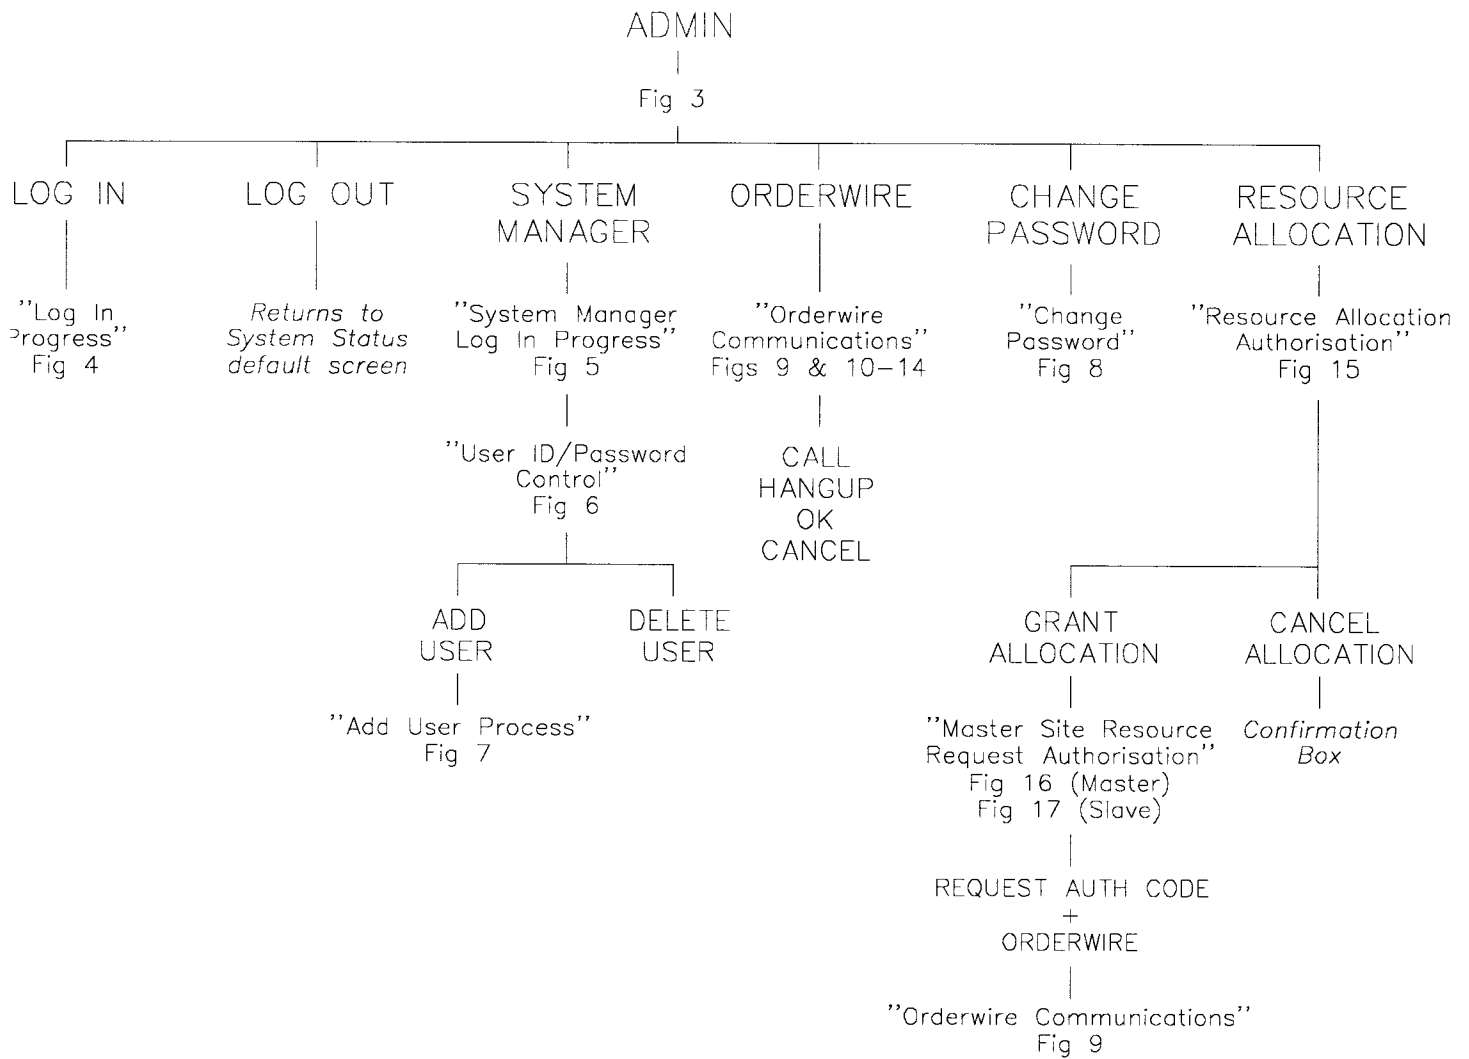 ADMIN
Fig 3
LOG IN
"Log In
Progress"
Fig 4
LOG OUT
Returns to
System Status
default screen
SYSTEM
MANAGER
"System Manager
Log In Progress"
Fig 5
"User ID/Password
Control"
Fig 6
ADD
USER
"Add User Process"
Fig 7
DELETE
USER
ORDERWIRE
"Orderwire
Communications"
Figs 9 & 10-14
CALL
HANGUP
OK
CANCEL
CHANGE
PASSWORD
"Change
Password"
Fig 8
RESOURCE
ALLOCATION
"Resource Allocation
Authorisation"
Fig 15
GRANT
ALLOCATION
"Master Site Resource
Request Authorisation"
Fig 16 (Master)
Fig 17 (Slave)
REQUEST AUTH CODE
+
ORDERWIRE
"Orderwire Communications"
Fig 9
CANCEL
ALLOCATION
Confirmation
Box